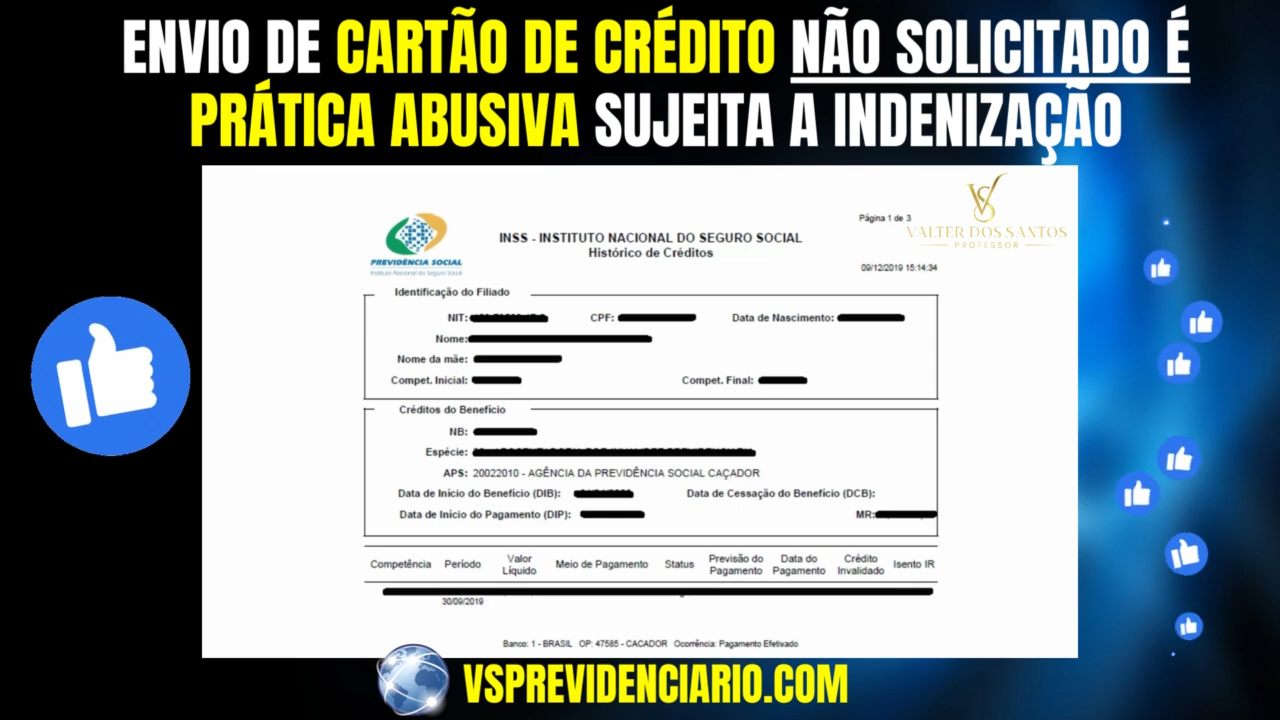 ENVIO DE CARTÃO DE CRÉDITO NÃO SOLICITADO É
PRÁTICA ABUSIVA SUJEITA A INDENIZAÇÃO
VS
VALTER DOS SANTOS
PROFESSOR
Página 1 de 3
PREVIDÊNCIA SOCIAL
Instituto Nacional do Seguro Social
INSS - INSTITUTO NACIONAL DO SEGURO SOCIAL
Histórico de Créditos
09/12/2019 15:14:34
Identificação do Filiado
NIT: CPF: Data de Nascimento:
Nome:
Nome da mãe:
Compet. Inicial: Compet. Final:
Créditos do Benefício
NB:
Espécie:
APS: 20022010 - AGÊNCIA DA PREVIDÊNCIA SOCIAL CAÇADOR
Data de Início do Benefício (DIB): Data de Cessação do Benefício (DCB):
Data de Início do Pagamento (DIP): MR:
Competência Período Valor Líquido Meio de Pagamento Status Previsão do Pagamento Data do Pagamento Crédito Invalidado Isento IR
30/09/2019
Banco: 1 - BRASIL OP: 47585 - CACADOR Ocorrência: Pagamento Efetivado
VSPREVIDENCIARIO.COM